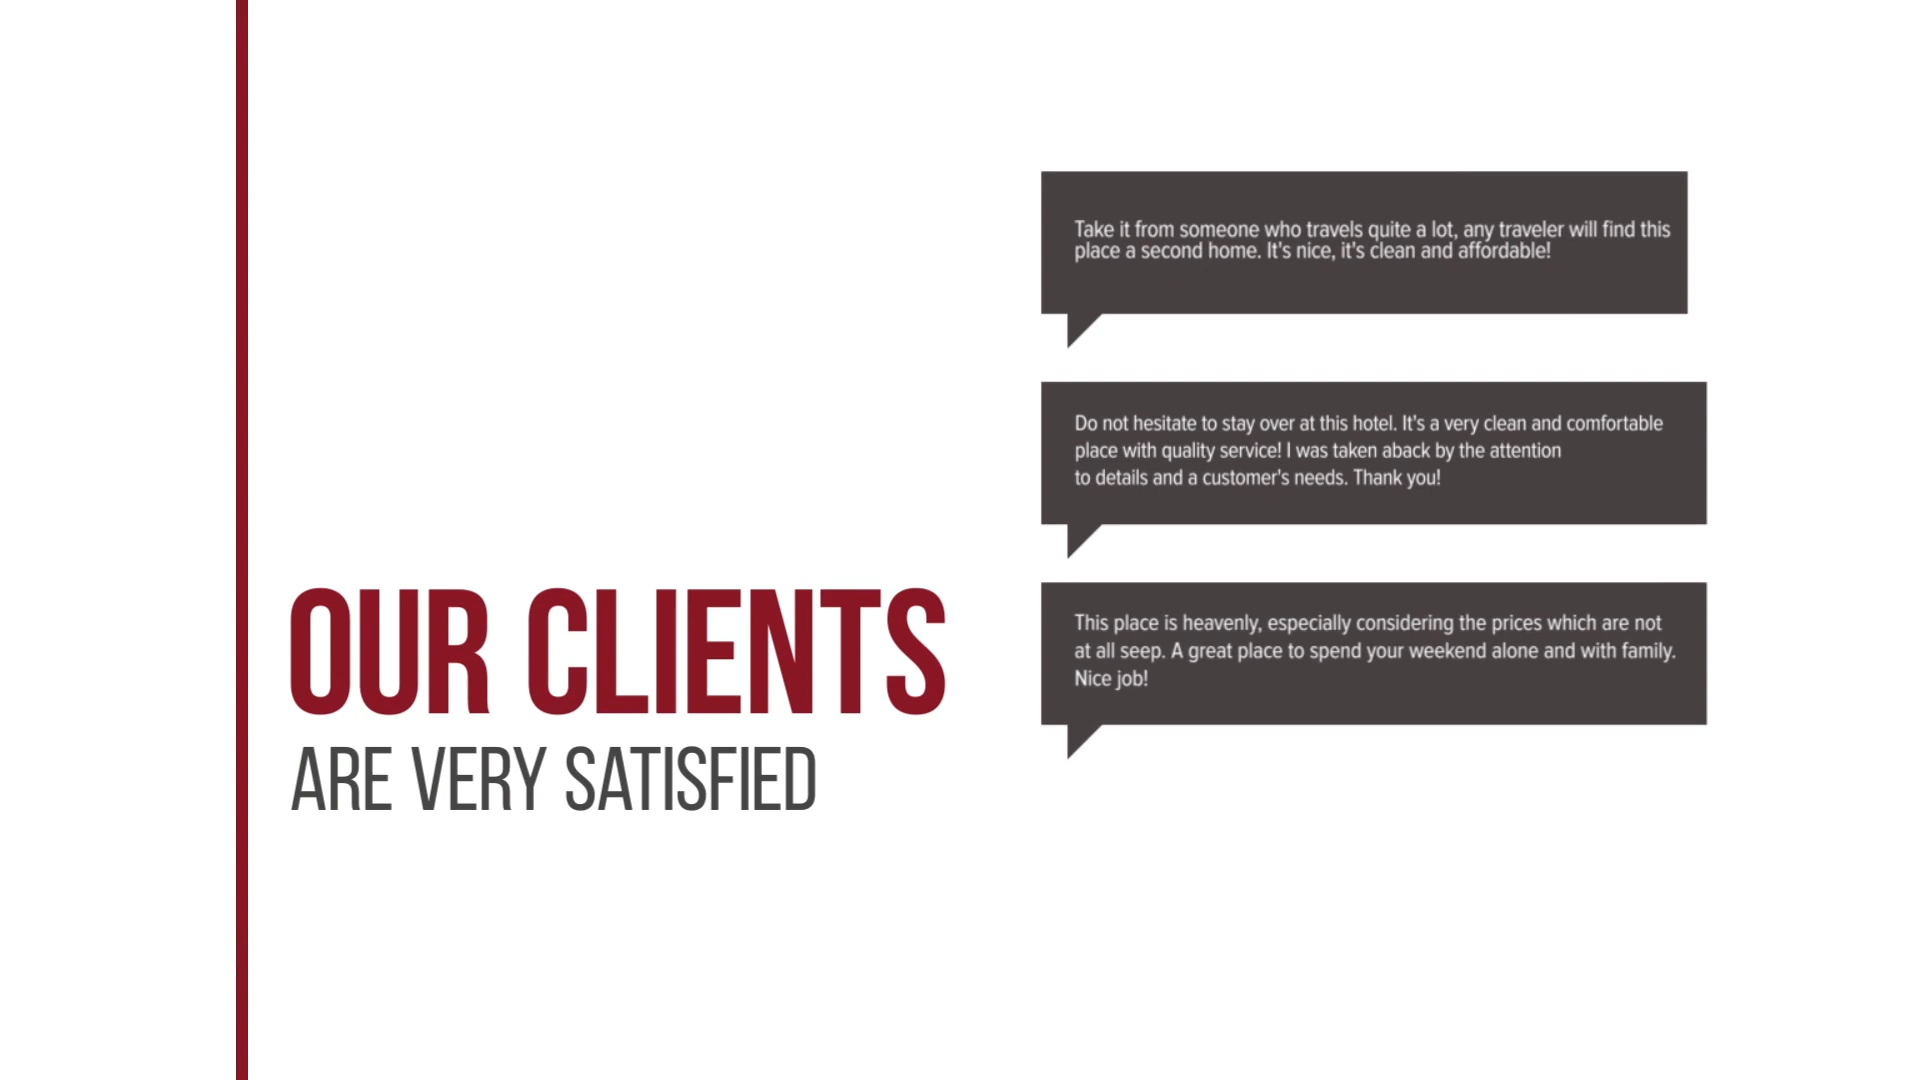 OUR CLIENTS
ARE VERY SATISFIED
Take it from someone who travels quite a lot, any traveler will find this
place a second home. It's nice, it's clean and affordable!
Do not hesitate to stay over at this hotel. It's a very clean and comfortable
place with quality service! I was taken aback by the attention
to details and a customer's needs. Thank you!
This place is heavenly, especially considering the prices which are not
at all seep. A great place to spend your weekend alone and with family.
Nice job!